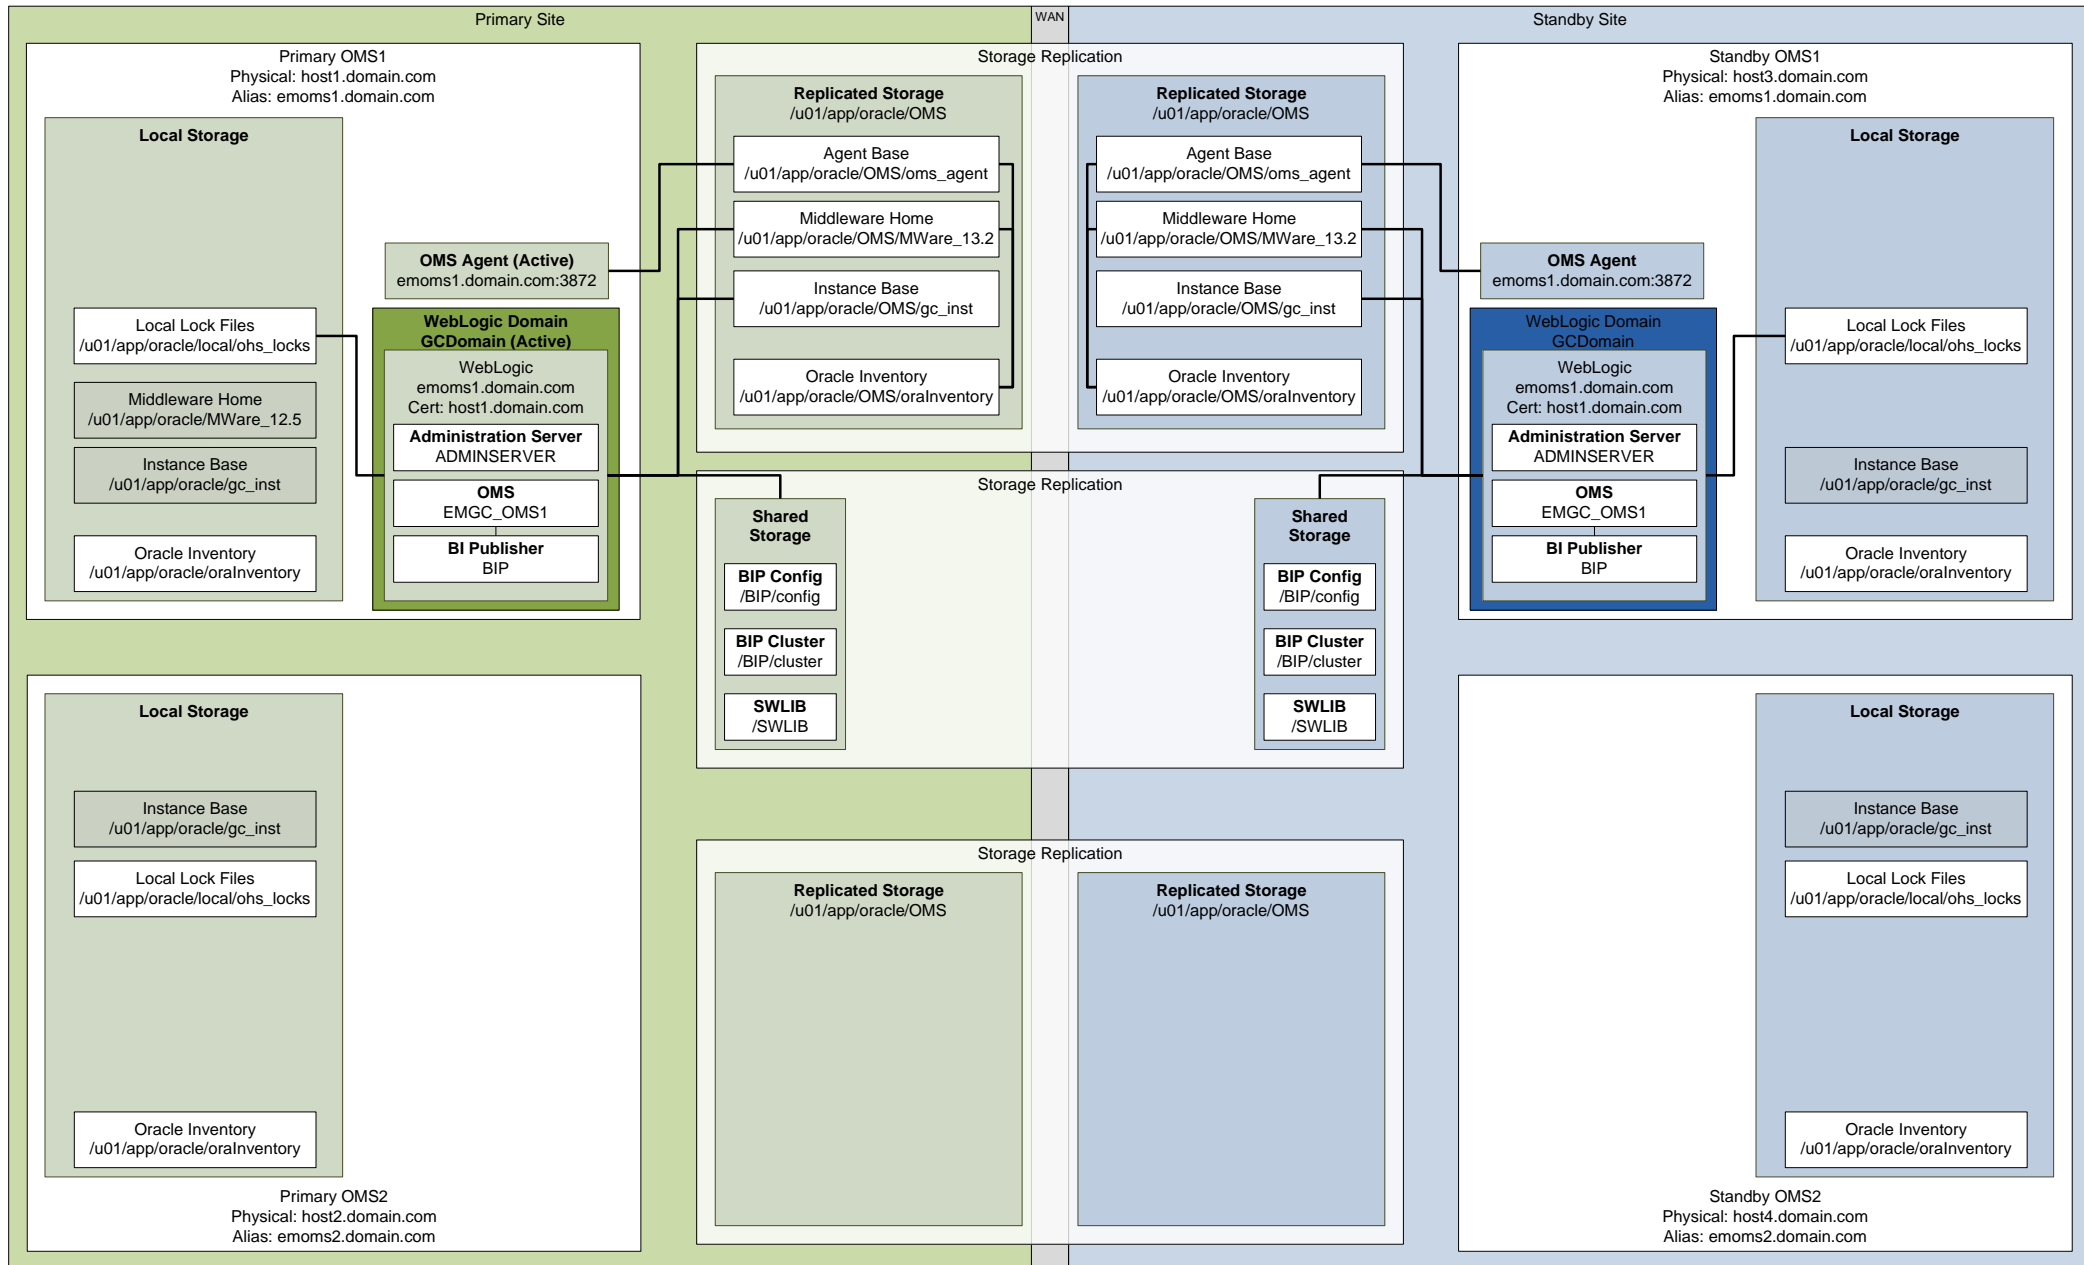 Primary Site
WAN
Standby Site
Primary OMS1
Physical: host1.domain.com
Alias: emoms1.domain.com
Local Storage
Local Lock Files
/u01/app/oracle/local/ohs_locks
Middleware Home
/u01/app/oracle/MWare_12.5
Instance Base
/u01/app/oracle/gc_inst
Oracle Inventory
/u01/app/oracle/oraInventory
OMS Agent (Active)
emoms1.domain.com:3872
WebLogic Domain
GCDomain (Active)
WebLogic
emoms1.domain.com
Cert: host1.domain.com
Administration Server
ADMINSERVER
OMS
EMGC_OMS1
BI Publisher
BIP
Storage Replication
Replicated Storage
/u01/app/oracle/OMS
Agent Base
/u01/app/oracle/OMS/oms_agent
Middleware Home
/u01/app/oracle/OMS/MWare_13.2
Instance Base
/u01/app/oracle/OMS/gc_inst
Oracle Inventory
/u01/app/oracle/OMS/oraInventory
Replicated Storage
/u01/app/oracle/OMS
Agent Base
/u01/app/oracle/OMS/oms_agent
Middleware Home
/u01/app/oracle/OMS/MWare_13.2
Instance Base
/u01/app/oracle/OMS/gc_inst
Oracle Inventory
/u01/app/oracle/OMS/oraInventory
Standby OMS1
Physical: host3.domain.com
Alias: emoms1.domain.com
OMS Agent
emoms1.domain.com:3872
WebLogic Domain
GCDomain
WebLogic
emoms1.domain.com
Cert: host1.domain.com
Administration Server
ADMINSERVER
OMS
EMGC_OMS1
BI Publisher
BIP
Local Storage
Local Lock Files
/u01/app/oracle/local/ohs_locks
Instance Base
/u01/app/oracle/gc_inst
Oracle Inventory
/u01/app/oracle/oraInventory
Storage Replication
Shared
Storage
BIP Config
/BIP/config
BIP Cluster
/BIP/cluster
SWLIB
/SWLIB
Shared
Storage
BIP Config
/BIP/config
BIP Cluster
/BIP/cluster
SWLIB
/SWLIB
Local Storage
Instance Base
/u01/app/oracle/gc_inst
Local Lock Files
/u01/app/oracle/local/ohs_locks
Oracle Inventory
/u01/app/oracle/oraInventory
Primary OMS2
Physical: host2.domain.com
Alias: emoms2.domain.com
Storage Replication
Replicated Storage
/u01/app/oracle/OMS
Replicated Storage
/u01/app/oracle/OMS
Local Storage
Instance Base
/u01/app/oracle/gc_inst
Local Lock Files
/u01/app/oracle/local/ohs_locks
Oracle Inventory
/u01/app/oracle/oraInventory
Standby OMS2
Physical: host4.domain.com
Alias: emoms2.domain.com